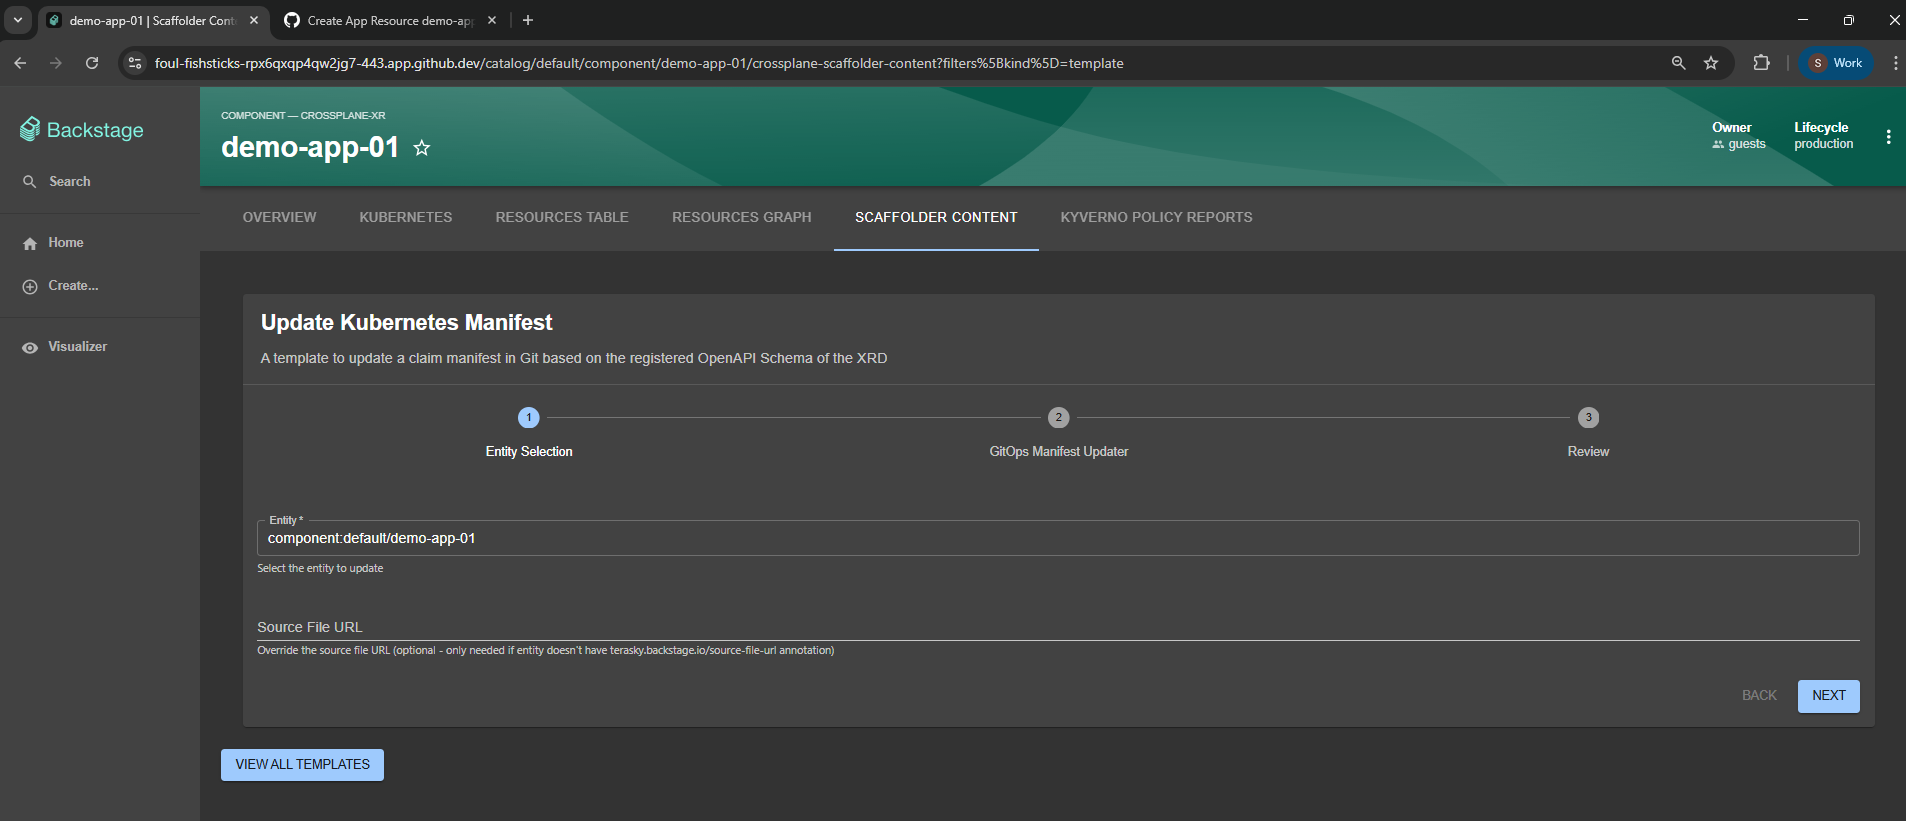 demo-app-01 | Scaffolder Cont
Create App Resource demo-app
foul-fishsticks-rpx6qxqp4qw2jg7-443.app.github.dev/catalog/default/component/demo-app-01/crossplane-scaffolder-content?filters%5Bkind%5D=template
S Work
Backstage
Search
Home
Create...
Visualizer
COMPONENT — CROSSPLANE-XR
demo-app-01
Owner
guests
Lifecycle
production
OVERVIEW
KUBERNETES
RESOURCES TABLE
RESOURCES GRAPH
SCAFFOLDER CONTENT
KYVERNO POLICY REPORTS
Update Kubernetes Manifest
A template to update a claim manifest in Git based on the registered OpenAPI Schema of the XRD
1
Entity Selection
2
GitOps Manifest Updater
3
Review
Entity *
component:default/demo-app-01
Select the entity to update
Source File URL
Override the source file URL (optional - only needed if entity doesn't have terasky.backstage.io/source-file-url annotation)
BACK
NEXT
VIEW ALL TEMPLATES